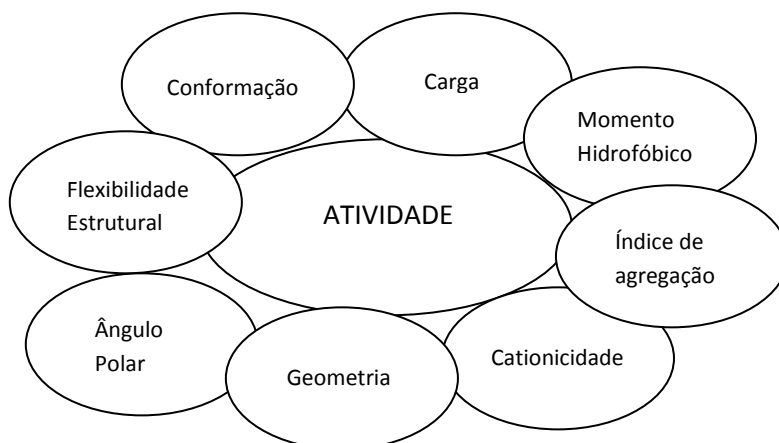 Conformação
Carga
Momento
Hidrofóbico
Flexibilidade
Estrutural
ATIVIDADE
Índice de
agregação
Ângulo
Polar
Geometria
Cationicidade